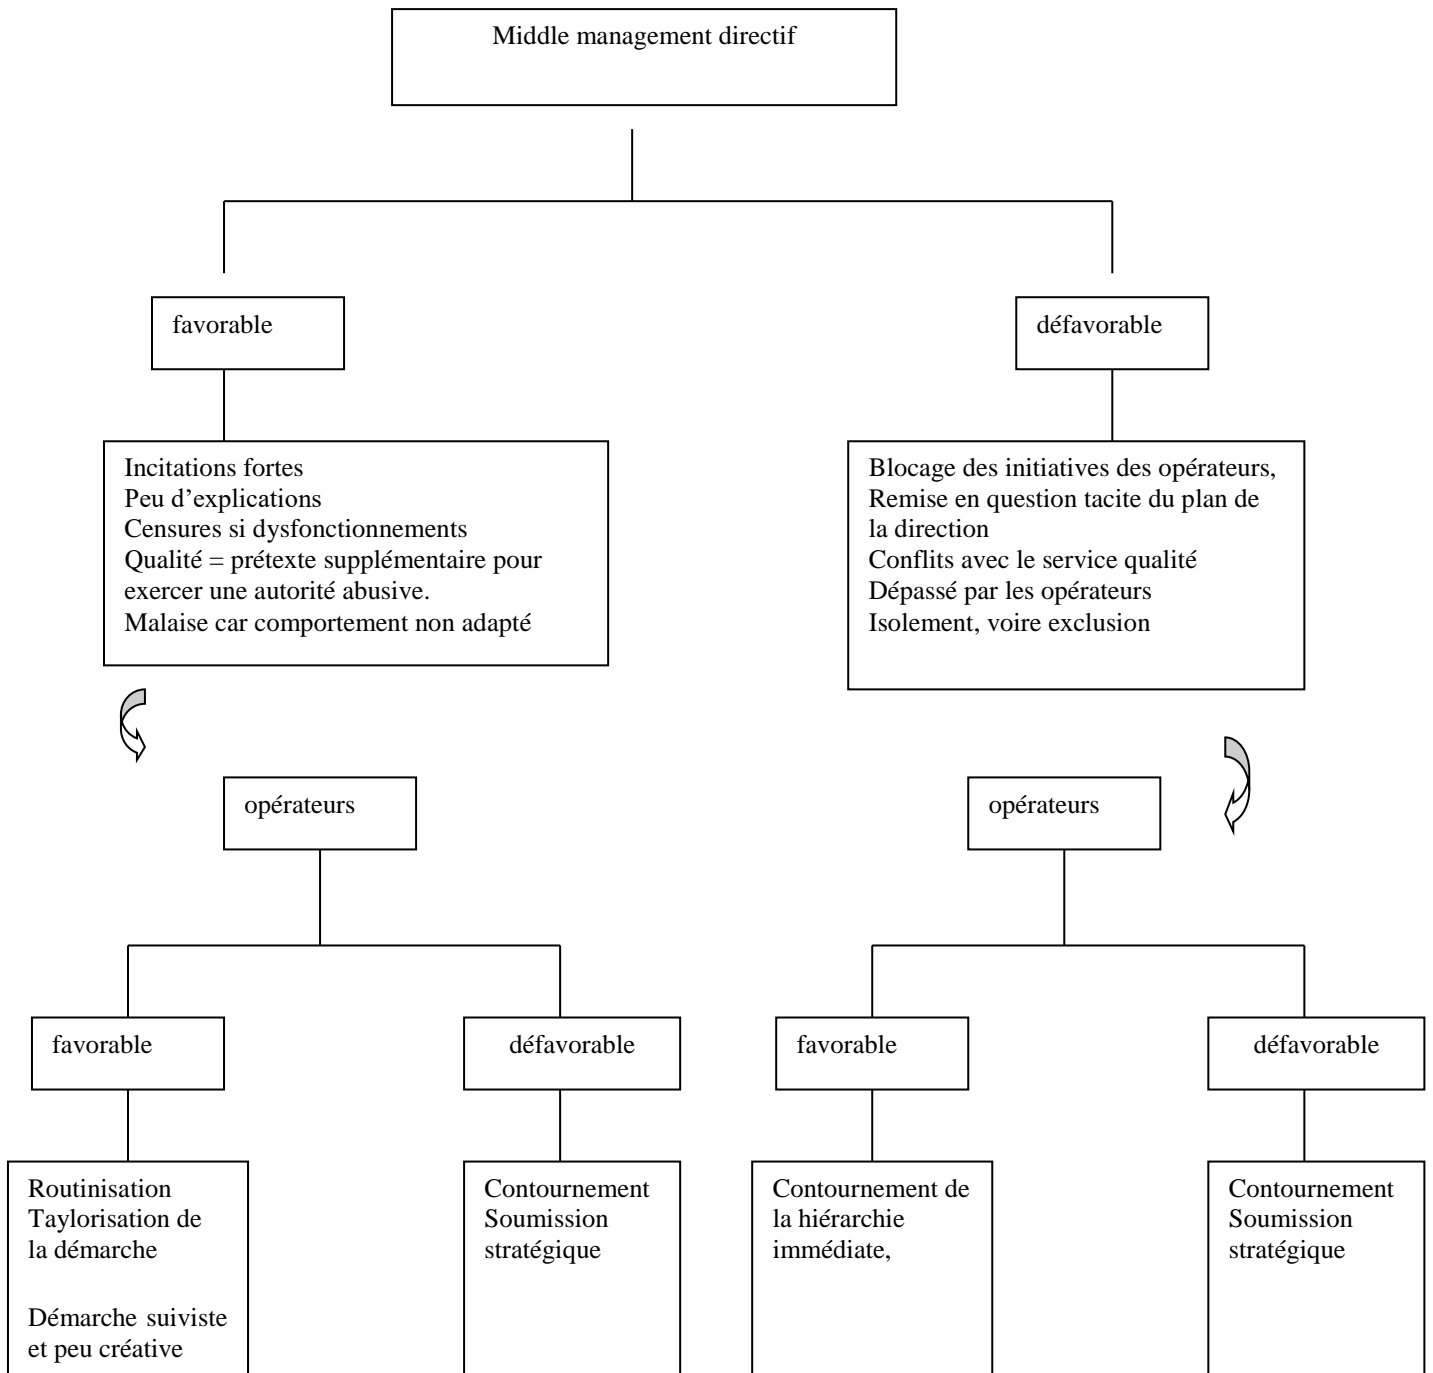 Middle management directif
favorable
défavorable
Incitations fortes
Peu d’explications
Censures si dysfonctionnements
Qualité = prétexte supplémentaire pour
exercer une autorité abusive.
Malaise car comportement non adapté
Blocage des initiatives des opérateurs,
Remise en question tacite du plan de
la direction
Conflits avec le service qualité
Dépassé par les opérateurs
Isolement, voire exclusion
opérateurs
opérateurs
favorable
défavorable
favorable
défavorable
Routinisation
Taylorisation de
la démarche
Démarche suiviste
et peu créative
Contournement
Soumission
stratégique
Contournement de
la hiérarchie
immédiate,
Contournement
Soumission
stratégique